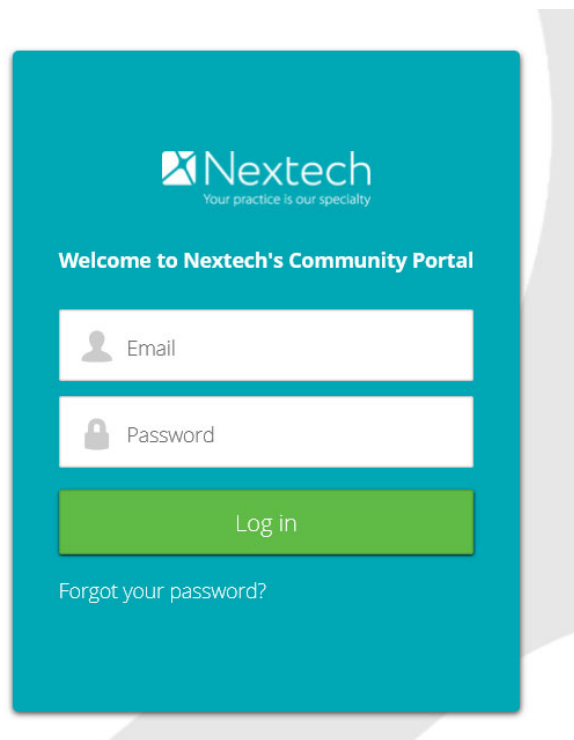 Nextech
Your practice is our specialty
Welcome to Nextech's Community Portal
Email
Password
Log in
Forgot your password?